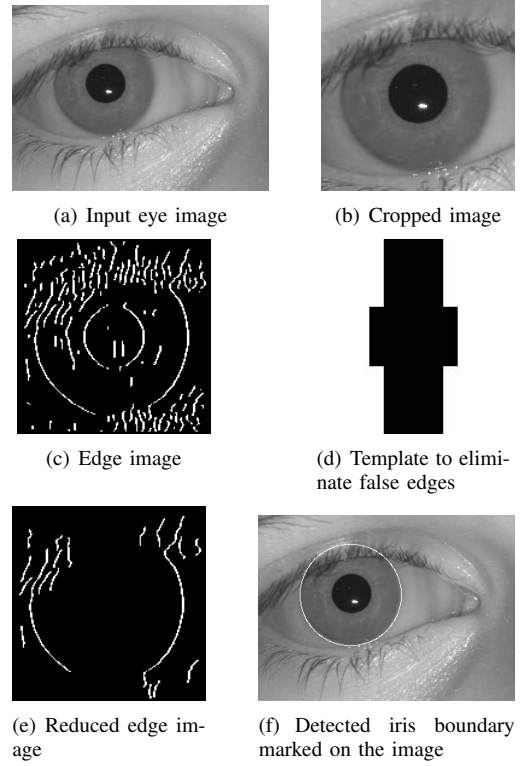 (a) Input eye image
(b) Cropped image
(c) Edge image
(d) Template to elimi-
nate false edges
(e) Reduced edge im-
age
(f) Detected iris boundary
marked on the image